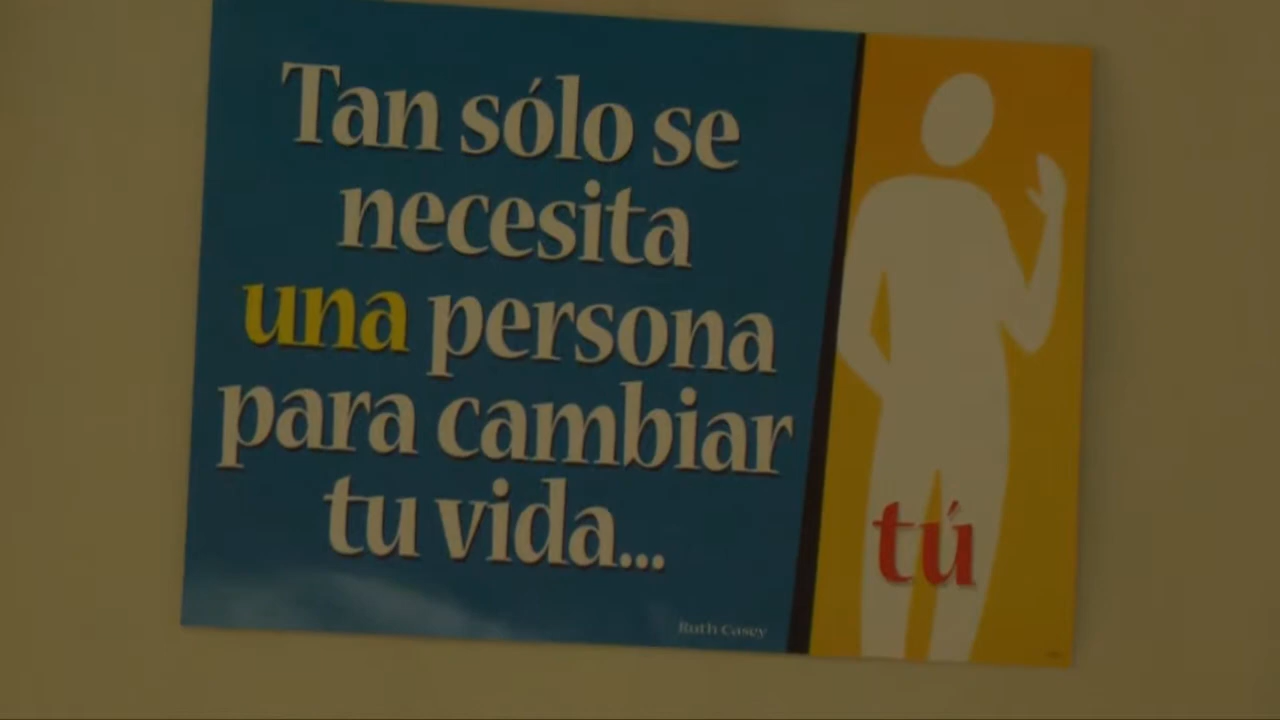 Tan sólo se
necesita
una persona
para cambiar
tu vida...
tú
Ruth Casey